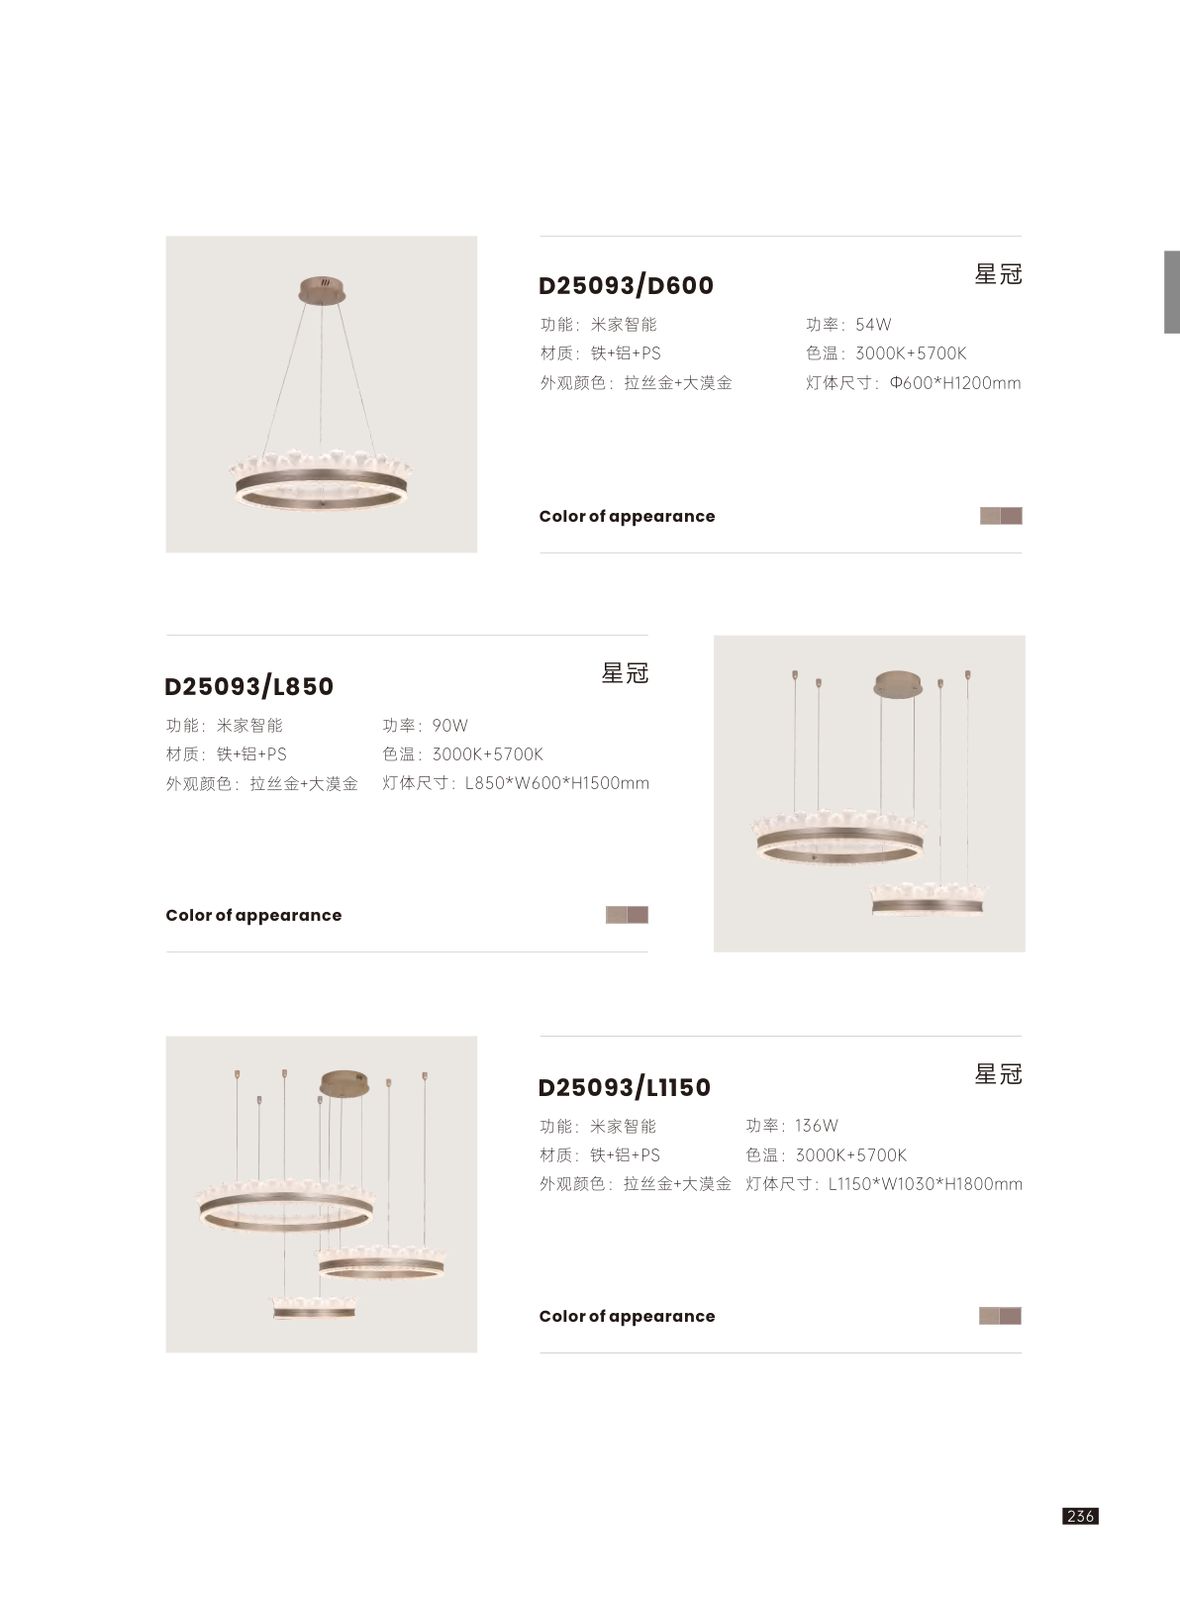 星冠
D25093/D600
功能：米家智能
功率：54W
材质：铁+铝+PS
色温：3000K+5700K
外观颜色：拉丝金+大漠金
灯体尺寸：Φ600*H1200mm
Color of appearance
星冠
D25093/L850
功能：米家智能
功率：90W
材质：铁+铝+PS
色温：3000K+5700K
外观颜色：拉丝金+大漠金
灯体尺寸：L850*W600*H1500mm
Color of appearance
星冠
D25093/L1150
功能：米家智能
功率：136W
材质：铁+铝+PS
色温：3000K+5700K
外观颜色：拉丝金+大漠金
灯体尺寸：L1150*W1030*H1800mm
Color of appearance
236